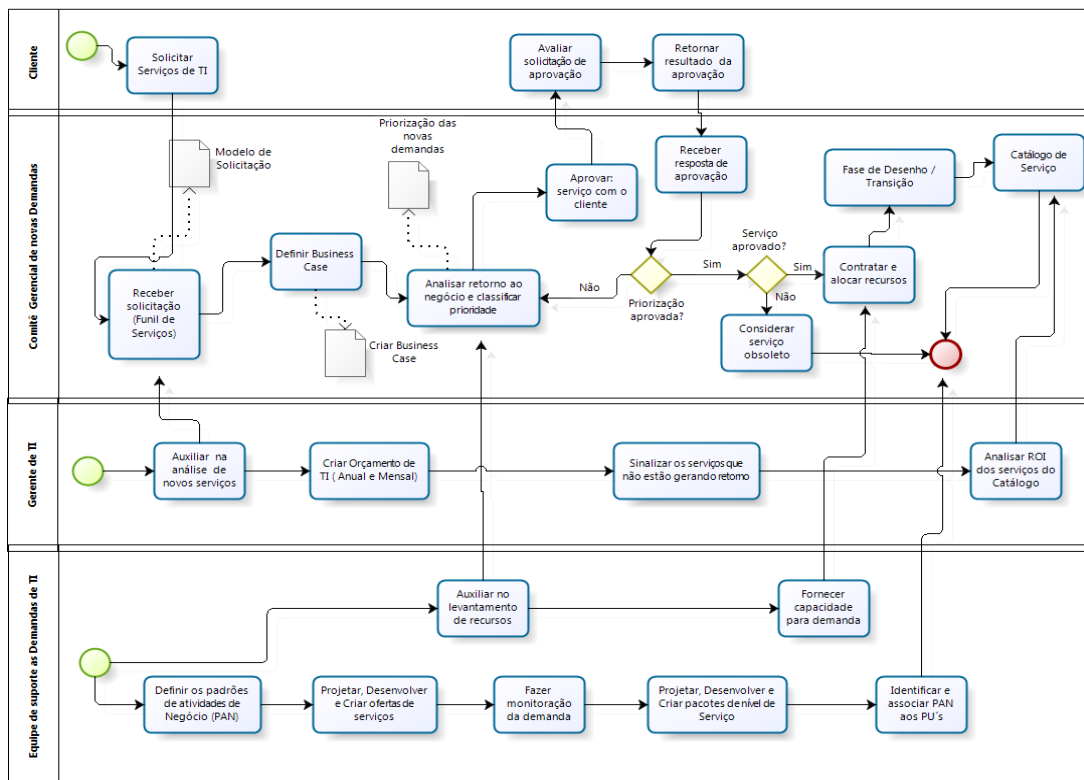 Cliente
Solicitar
Serviços de TI
Avaliar
solicitação de
aprovação
Retornar
resultado da
aprovação
Comitê Gerencial de novas Demandas
Modelo de
Solicitação
Priorização das
novas
demandas
Receber
resposta de
aprovação
Aprovar:
serviço com o
cliente
Fase de Desenho /
Transição
Catálogo de
Serviço
Definir Business
Case
Receber
solicitação
(Funil de
Serviços)
Analisar retorno ao
negócio e classificar
prioridade
Criar Business
Case
Não
Priorização
aprovada?
Sim
Serviço
aprovado?
Sim
Não
Contratar e
alocar recursos
Considerar
serviço
obsoleto
Gerente de TI
Auxiliar na
análise de
novos serviços
Criar Orçamento de
TI ( Anual e Mensal)
Sinalizar os serviços que
não estão gerando retorno
Analisar ROI
dos serviços do
Catálogo
Equipe de suporte as Demandas de TI
Auxiliar no
levantamento
de recursos
Fornecer
capacidade
para demanda
Definir os padrões
de atividades de
Negócio (PAN)
Projetar, Desenvolver
e Criar ofertas de
serviços
Fazer
monitoração
da demanda
Projetar, Desenvolver e
Criar pacotes de nível de
Serviço
Identificar e
associar PAN
aos PU´s